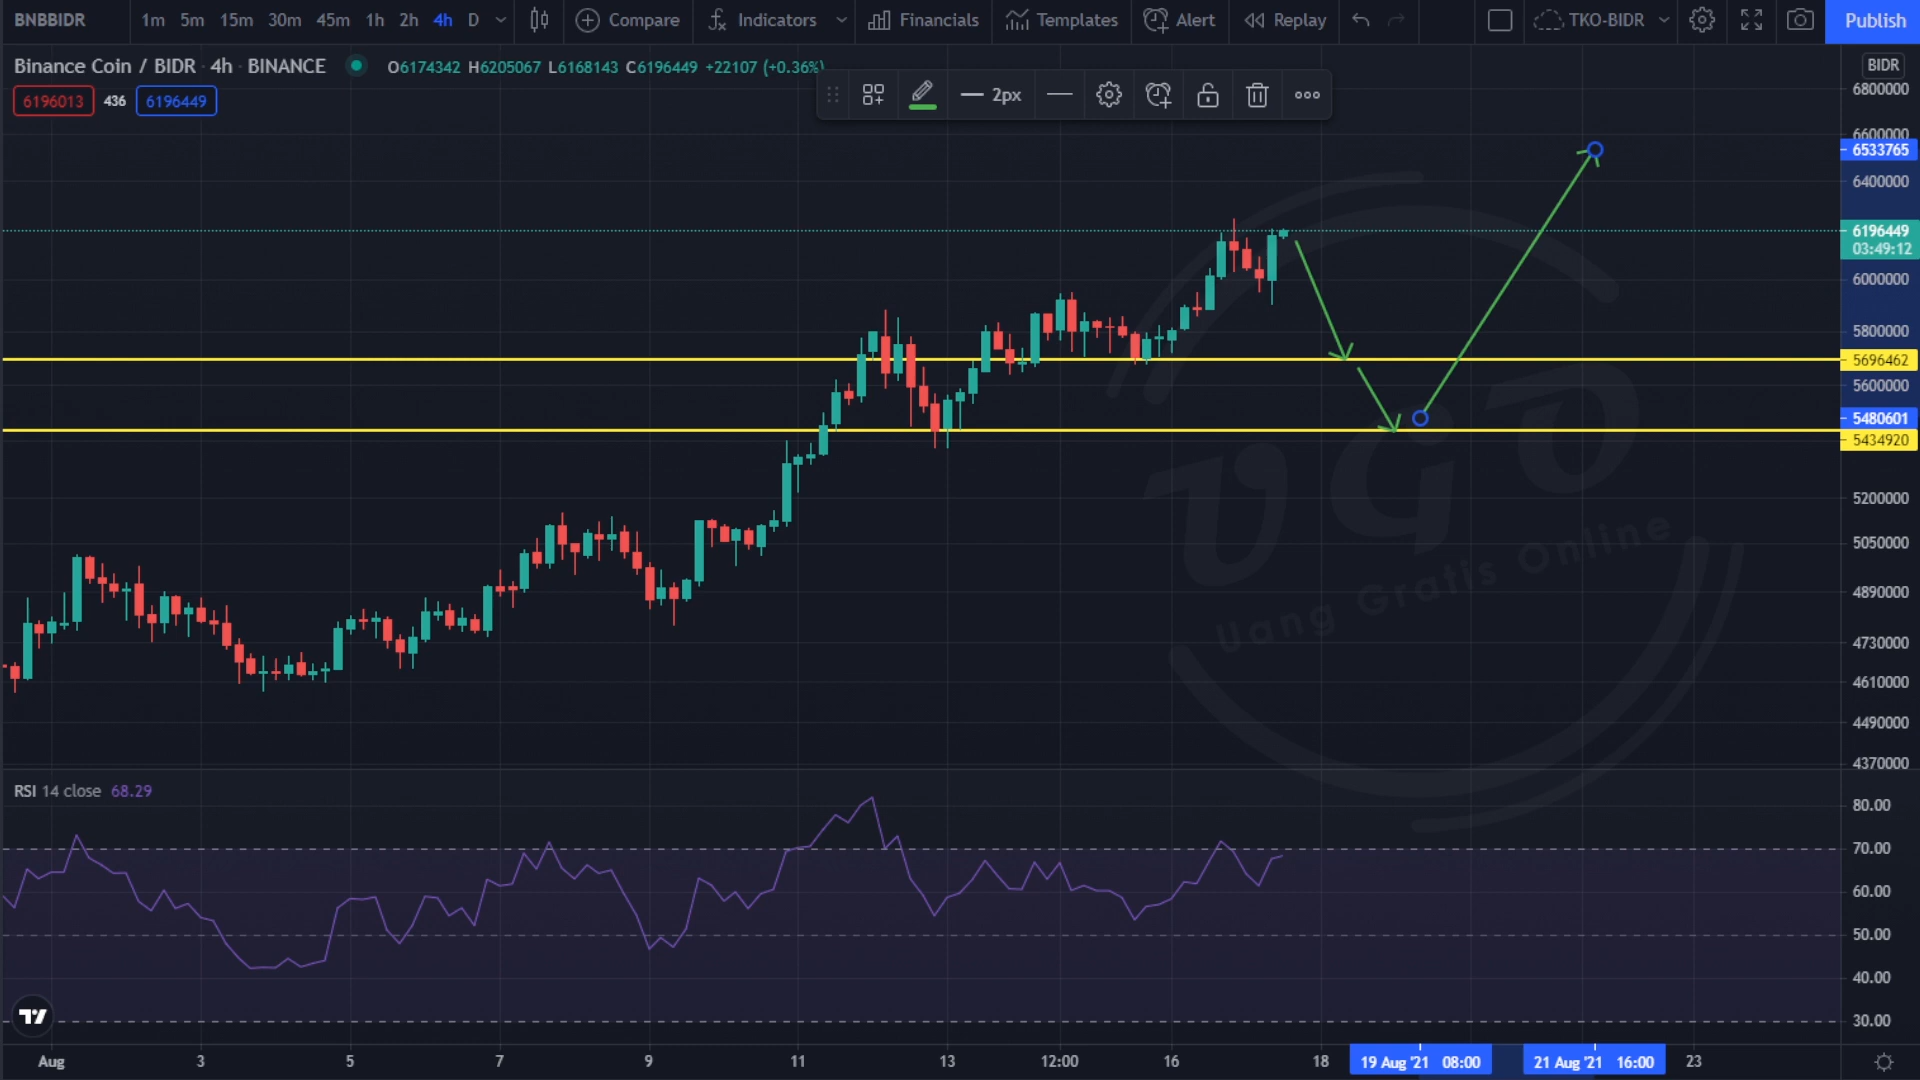 BNBBIDR 1m 5m 15m 30m 45m 1h 2h 4h D Compare Indicators Financials Templates Alert Replay TKO-BIDR Publish
Binance Coin / BIDR · 4h · BINANCE O6174342 H6205067 L6168143 C6196449 +22107 (+0.36%)
6196013 436 6196449
2px
BIDR
6800000
6600000
6533765
6400000
6196449
03:49:12
6000000
5800000
5696462
5600000
5480601
5434920
5200000
5050000
4890000
4730000
4610000
4490000
4370000
UGO
Uang Gratis Online
RSI 14 close 68.29
80.00
70.00
60.00
50.00
40.00
30.00
Aug 3 5 7 9 11 13 12:00 16 18 19 Aug '21 08:00 21 Aug '21 16:00 23